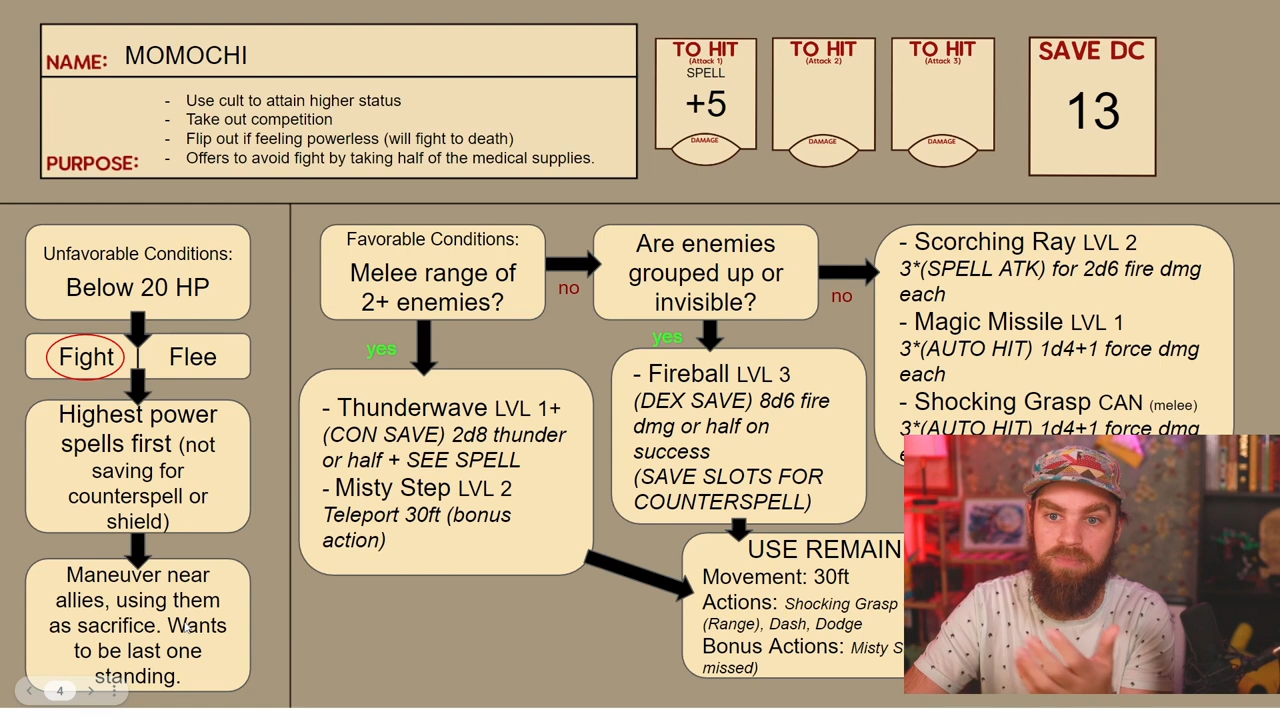 NAME: MOMOCHI
PURPOSE:
- Use cult to attain higher status
- Take out competition
- Flip out if feeling powerless (will fight to death)
- Offers to avoid fight by taking half of the medical supplies.
TO HIT
(Attack 1)
SPELL
+5
DAMAGE
TO HIT
(Attack 2)
DAMAGE
TO HIT
(Attack 3)
DAMAGE
SAVE DC
13
Unfavorable Conditions:
Below 20 HP
Fight
Flee
Highest power
spells first (not
saving for
counterspell or
shield)
Maneuver near
allies, using them
as sacrifice. Wants
to be last one
standing.
Favorable Conditions:
Melee range of
2+ enemies?
no
yes
- Thunderwave LVL 1+
(CON SAVE) 2d8 thunder
or half + SEE SPELL
- Misty Step LVL 2
Teleport 30ft (bonus
action)
Are enemies
grouped up or
invisible?
no
yes
- Fireball LVL 3
(DEX SAVE) 8d6 fire
dmg or half on
success
(SAVE SLOTS FOR
COUNTERSPELL)
- Scorching Ray LVL 2
3*(SPELL ATK) for 2d6 fire dmg
each
- Magic Missile LVL 1
3*(AUTO HIT) 1d4+1 force dmg
each
- Shocking Grasp CAN (melee)
3*(AUTO HIT) 1d4+1 force dmg
USE REMAIN
Movement: 30ft
Actions: Shocking Grasp
(Range), Dash, Dodge
Bonus Actions: Misty S
missed)
4